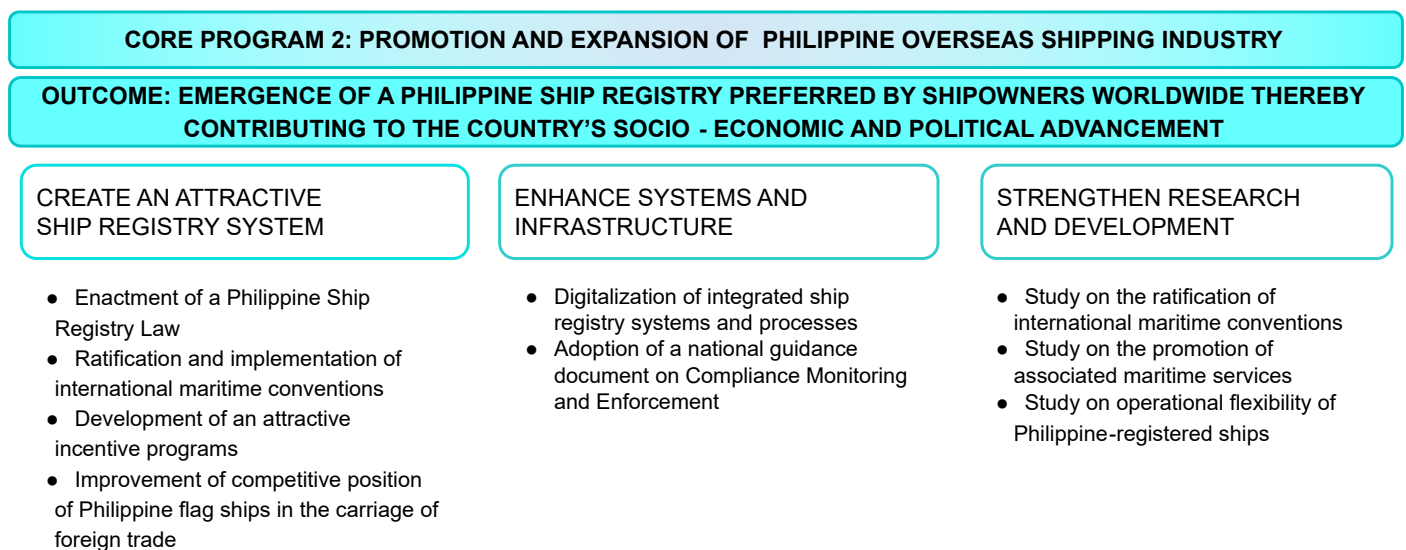 CORE PROGRAM 2: PROMOTION AND EXPANSION OF PHILIPPINE OVERSEAS SHIPPING INDUSTRY
OUTCOME: EMERGENCE OF A PHILIPPINE SHIP REGISTRY PREFERRED BY SHIPOWNERS WORLDWIDE THEREBY
CONTRIBUTING TO THE COUNTRY'S SOCIO - ECONOMIC AND POLITICAL ADVANCEMENT
CREATE AN ATTRACTIVE
SHIP REGISTRY SYSTEM
● Enactment of a Philippine Ship
Registry Law
● Ratification and implementation of
international maritime conventions
● Development of an attractive
incentive programs
● Improvement of competitive position
of Philippine flag ships in the carriage of
foreign trade
ENHANCE SYSTEMS AND
INFRASTRUCTURE
● Digitalization of integrated ship
registry systems and processes
● Adoption of a national guidance
document on Compliance Monitoring
and Enforcement
STRENGTHEN RESEARCH
AND DEVELOPMENT
● Study on the ratification of
international maritime conventions
● Study on the promotion of
associated maritime services
● Study on operational flexibility of
Philippine-registered ships